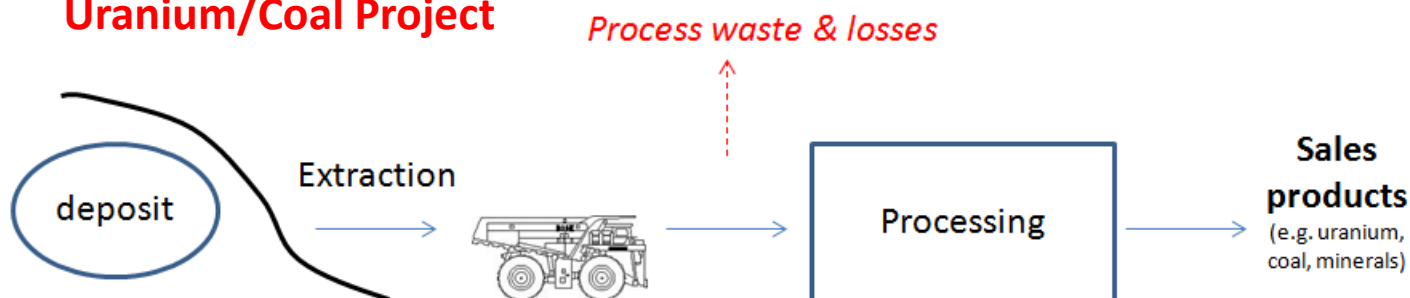 Uranium/Coal Project
Process waste & losses
Extraction
deposit
Processing
Sales
products
(e.g. uranium,
coal, minerals)